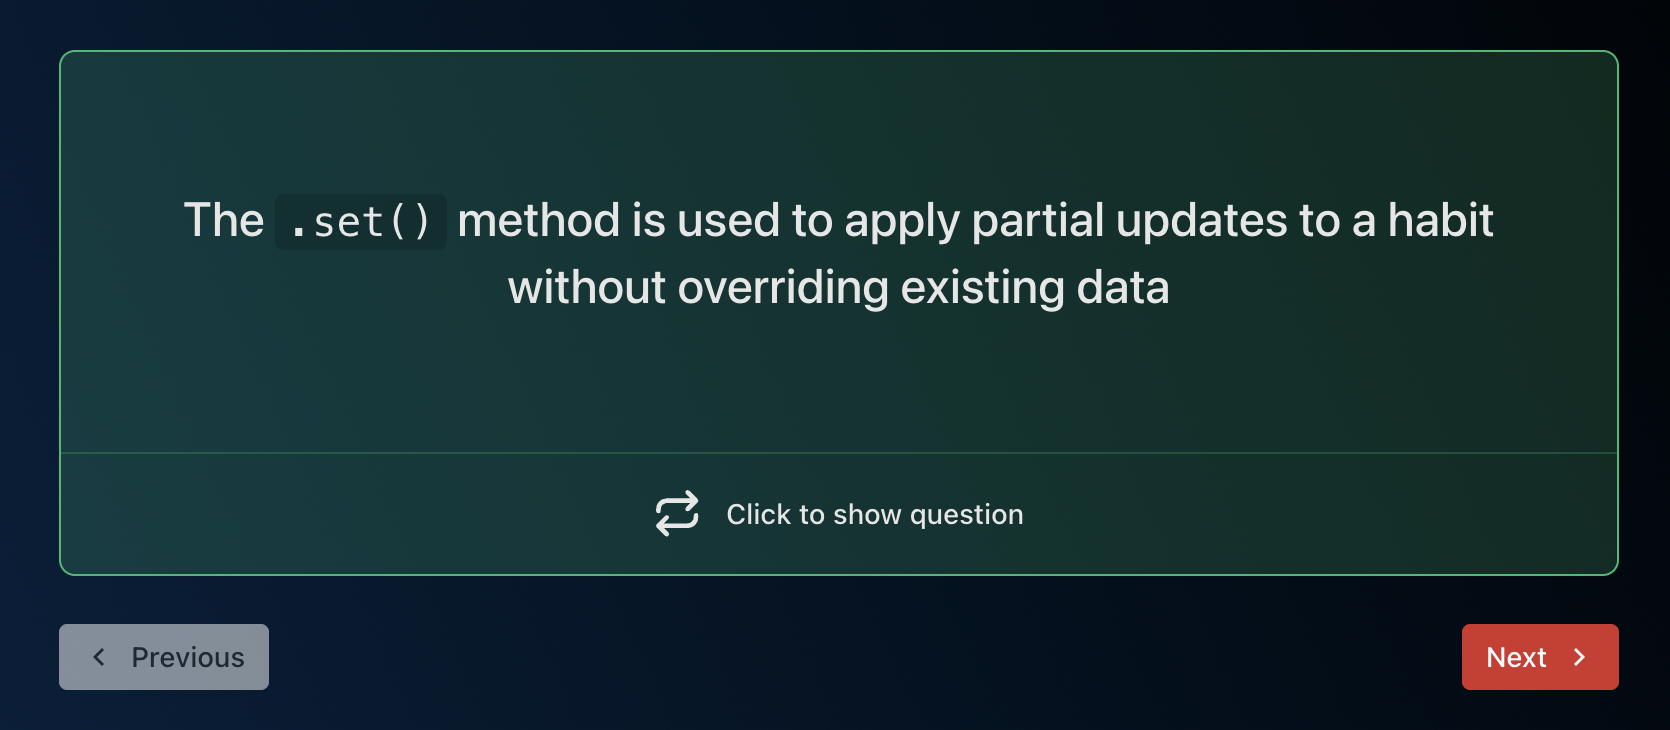 The .set() method is used to apply partial updates to a habit
without overriding existing data
Click to show question
Previous
Next